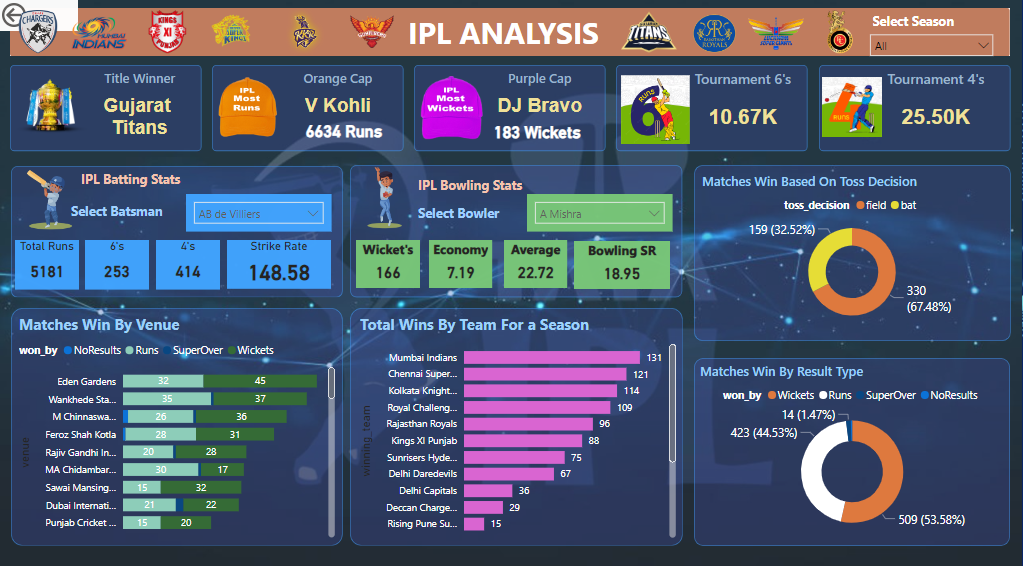 CHARGERS
MUMBAI
INDIANS
KINGS
XI
PUNJAB
IPL ANALYSIS
TITANS
RAJASTHAN
ROYALS
Select Season
All
Title Winner
Gujarat
Titans
IPL
Most
Runs
Orange Cap
V Kohli
6634 Runs
IPL
Most
Wickets
Purple Cap
DJ Bravo
183 Wickets
RUNS
Tournament 6's
10.67K
RUNS
Tournament 4's
25.50K
IPL Batting Stats
Select Batsman
AB de Villiers
Total Runs
5181
6's
253
4's
414
Strike Rate
148.58
IPL Bowling Stats
Select Bowler
A Mishra
Wicket's
166
Economy
7.19
Average
22.72
Bowling SR
18.95
Matches Win Based On Toss Decision
toss_decision field bat
159 (32.52%)
330
(67.48%)
Matches Win By Venue
won_by NoResults Runs SuperOver Wickets
venue
Eden Gardens 32 45
Wankhede Sta... 35 37
M Chinnaswa... 26 36
Feroz Shah Kotla 28 31
Rajiv Gandhi In... 20 28
MA Chidambar... 30 17
Sawai Mansing... 15 32
Dubai Internati... 21 22
Punjab Cricket ... 15 20
Total Wins By Team For a Season
winning_team
Mumbai Indians 131
Chennai Super... 121
Kolkata Knight... 114
Royal Challeng... 109
Rajasthan Royals 96
Kings XI Punjab 88
Sunrisers Hyde... 75
Delhi Daredevils 67
Delhi Capitals 36
Deccan Charge... 29
Rising Pune Su... 15
Matches Win By Result Type
won_by Wickets Runs SuperOver NoResults
14 (1.47%)
423 (44.53%)
509 (53.58%)
IPL